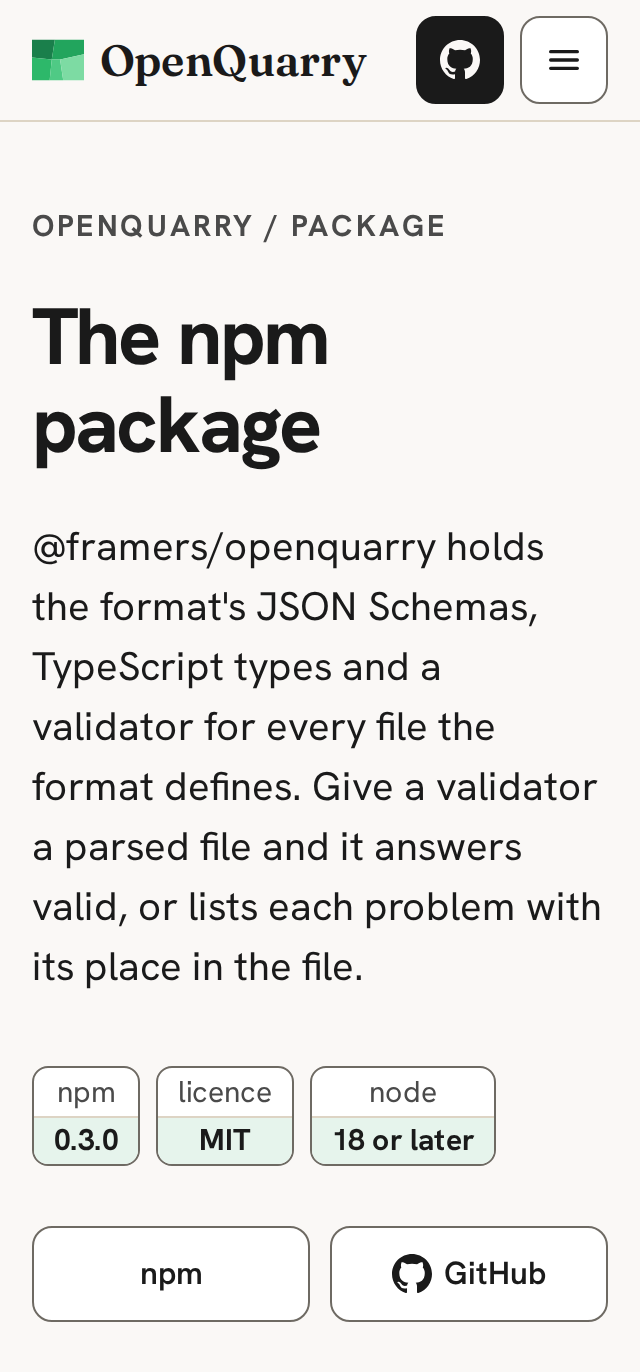 OpenQuarry
OPENQUARRY / PACKAGE
The npm
package
@framers/openquarry holds
the format's JSON Schemas,
TypeScript types and a
validator for every file the
format defines. Give a validator
a parsed file and it answers
valid, or lists each problem with
its place in the file.
npm
0.3.0
licence
MIT
node
18 or later
npm
GitHub